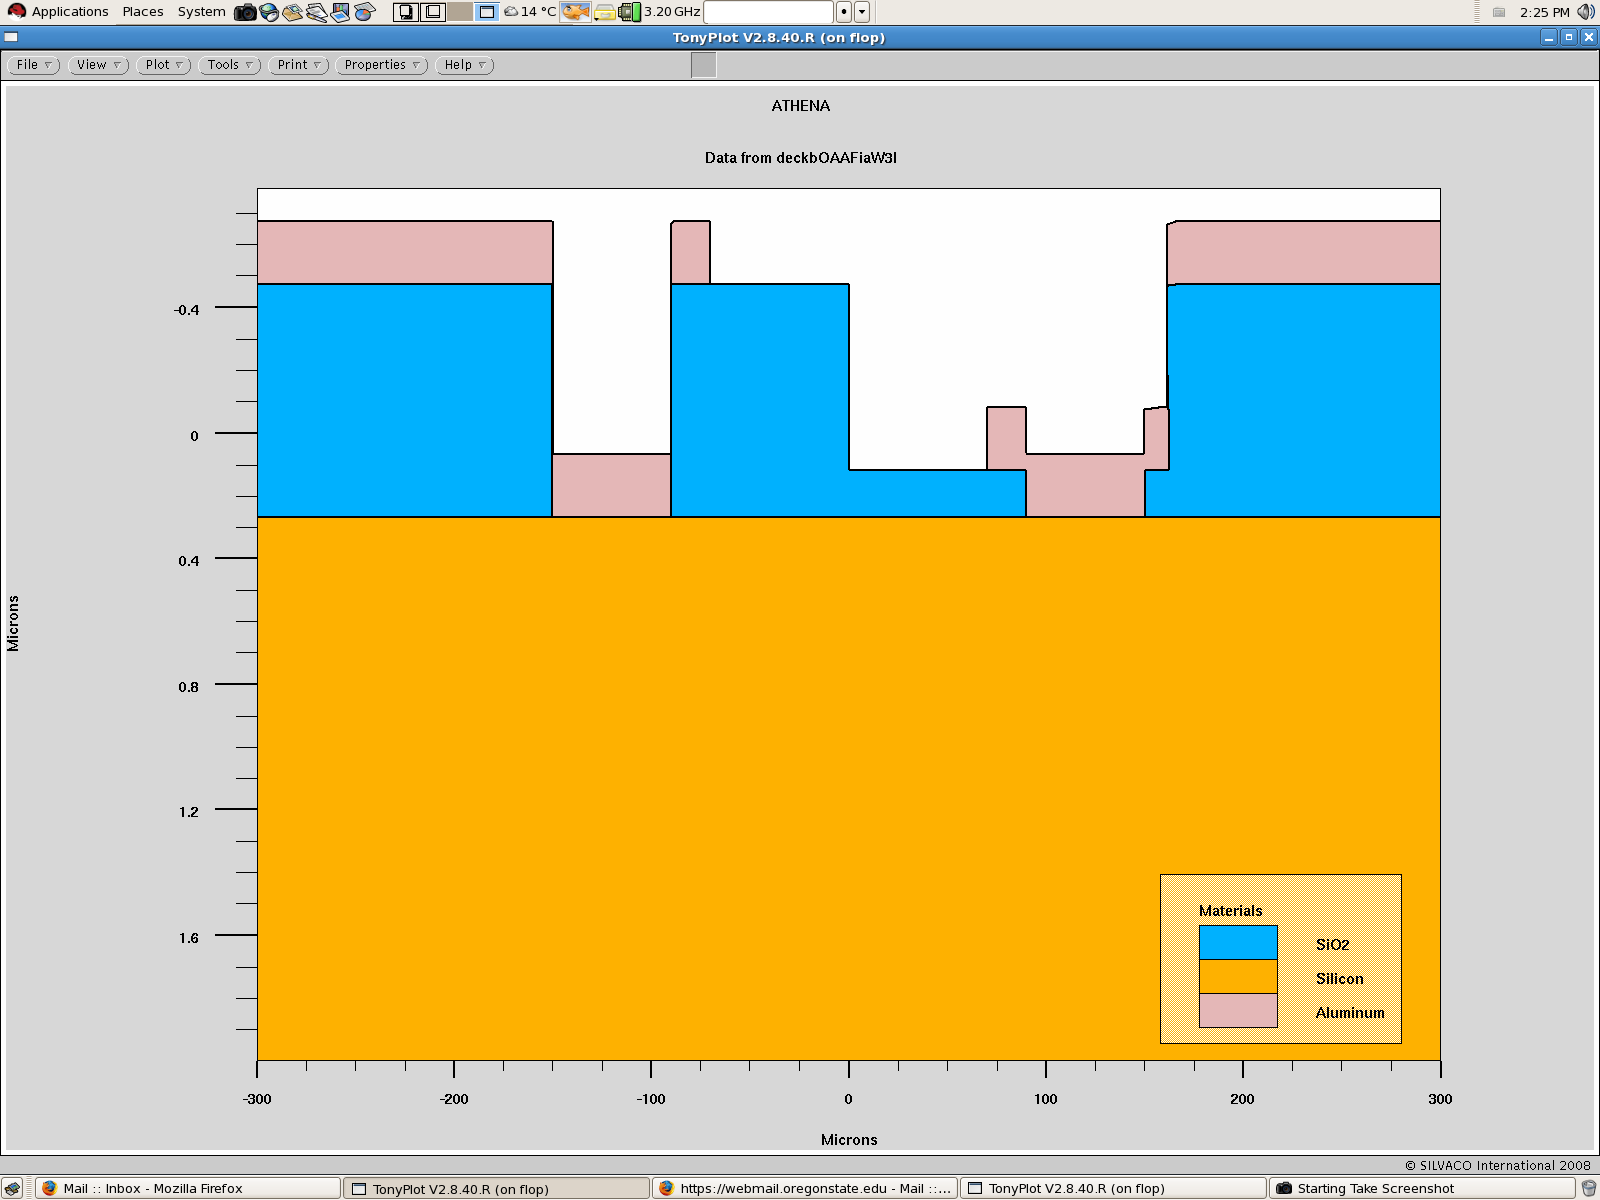 Applications Places System 14 °C 3.20 GHz 2:25 PM
TonyPlot V2.8.40.R (on flop)
File View Plot Tools Print Properties Help
ATHENA
Data from deckbOAAFiaW3l
-0.4
0
0.4
0.8
1.2
1.6
Microns
Materials
SiO2
Silicon
Aluminum
-300 -200 -100 0 100 200 300
Microns
© SILVACO International 2008
Mail :: Inbox - Mozilla Firefox TonyPlot V2.8.40.R (on flop) https://webmail.oregonstate.edu - Mail ::... TonyPlot V2.8.40.R (on flop) Starting Take Screenshot